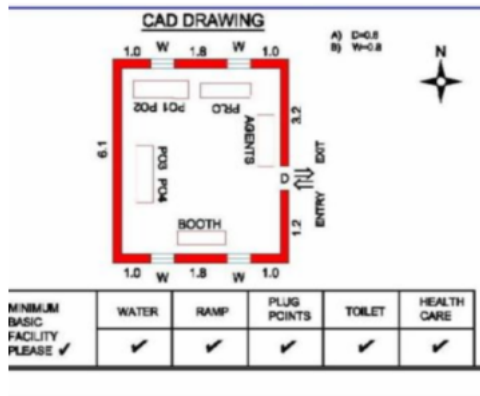 CAD DRAWING
A) D=0.8
B) W=0.8
N
1.0 W 1.8 W 1.0
PO2 PO1
PRO
AGENTS
3.2
6.1
PO3
PO4
D
EXIT
ENTRY
BOOTH
1.2
1.0 W 1.8 W 1.0
MINIMUM BASIC FACILITY PLEASE ✓
WATER
RAMP
PLUG POINTS
TOILET
HEALTH CARE
✓ ✓ ✓ ✓ ✓